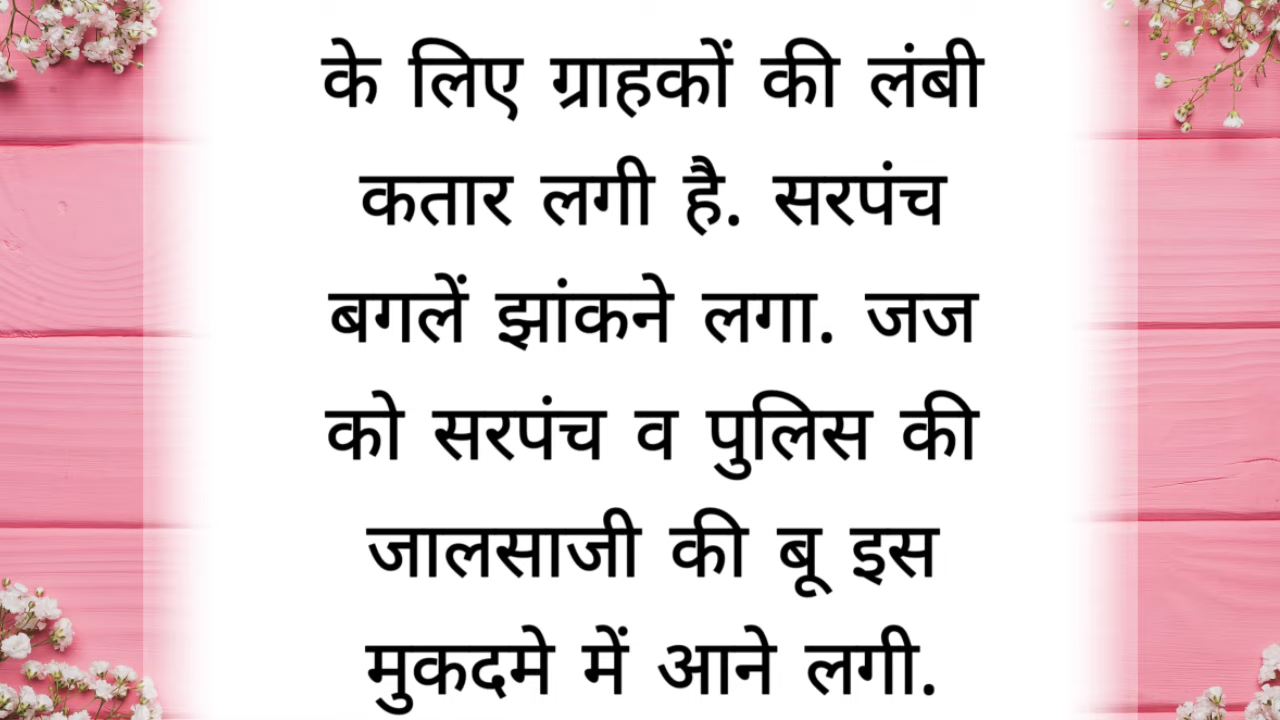 के लिए ग्राहकों की लंबी
कतार लगी है. सरपंच
बगलें झांकने लगा. जज
को सरपंच व पुलिस की
जालसाजी की बू इस
मुकदमे में आने लगी.